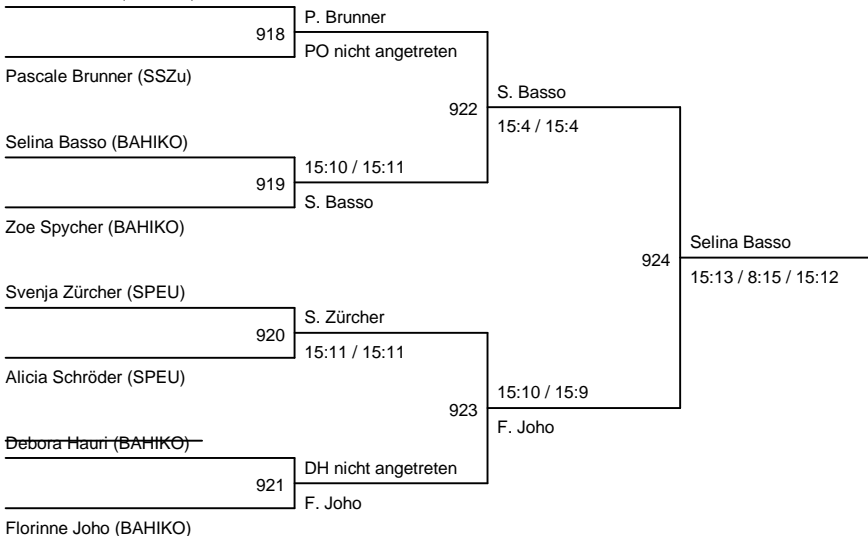 918
P. Brunner
PO nicht angetreten
Pascale Brunner (SSZu)
922
S. Basso
15:4 / 15:4
Selina Basso (BAHIKO)
919
15:10 / 15:11
S. Basso
Zoe Spycher (BAHIKO)
924
Selina Basso
15:13 / 8:15 / 15:12
Svenja Zürcher (SPEU)
920
S. Zürcher
15:11 / 15:11
Alicia Schröder (SPEU)
923
15:10 / 15:9
F. Joho
Debora Hauri (BAHIKO)
921
DH nicht angetreten
F. Joho
Florinne Joho (BAHIKO)